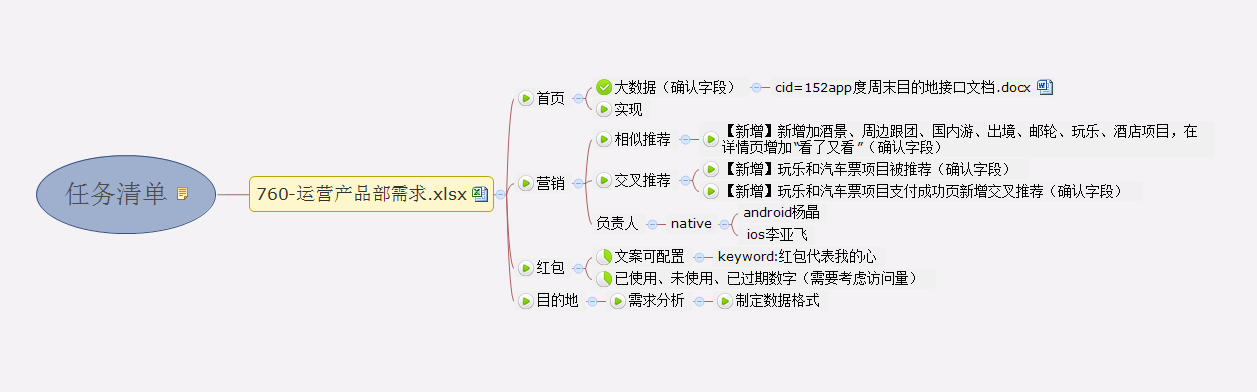 任务清单
760-运营产品部需求.xlsx
首页
大数据（确认字段）
cid=152app度周末目的地接口文档.docx
实现
营销
相似推荐
【新增】新增加酒景、周边跟团、国内游、出境、邮轮、玩乐、酒店项目，在
详情页增加“看了又看”（确认字段）
交叉推荐
【新增】玩乐和汽车票项目被推荐（确认字段）
【新增】玩乐和汽车票项目支付成功页新增交叉推荐（确认字段）
负责人
native
android杨晶
ios李亚飞
红包
文案可配置
keyword:红包代表我的心
已使用、未使用、已过期数字（需要考虑访问量）
目的地
需求分析
制定数据格式